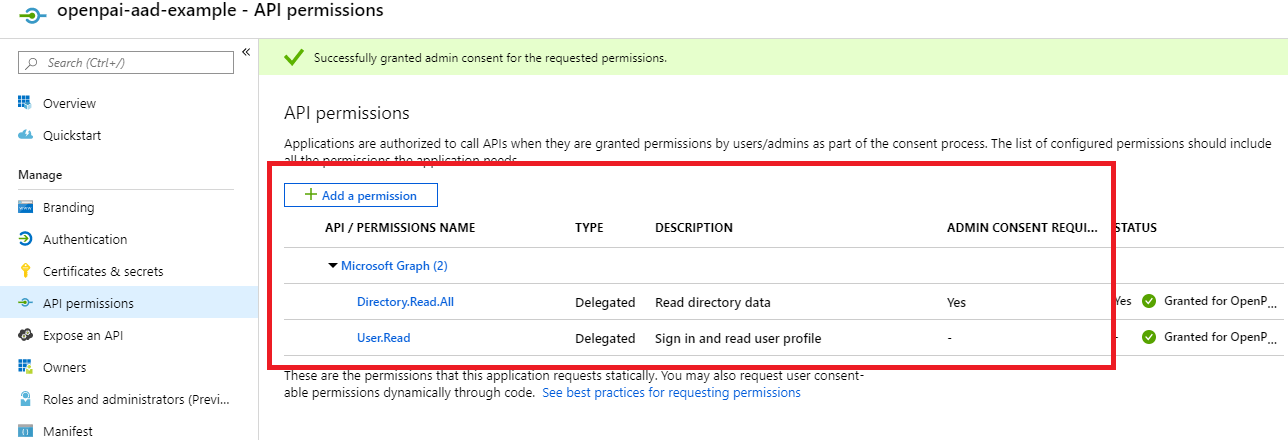 openpai-aad-example - API permissions
Search (Ctrl+/)
«
Successfully granted admin consent for the requested permissions.
Overview
Quickstart
Manage
Branding
Authentication
Certificates & secrets
API permissions
Expose an API
Owners
Roles and administrators (Previ...
Manifest
API permissions
Applications are authorized to call APIs when they are granted permissions by users/admins as part of the consent process. The list of configured permissions should include
all the permissions the application needs.
+ Add a permission
API / PERMISSIONS NAME TYPE DESCRIPTION ADMIN CONSENT REQUI... STATUS
Microsoft Graph (2)
Directory.Read.All Delegated Read directory data Yes Yes Granted for OpenP...
User.Read Delegated Sign in and read user profile - - Granted for OpenP...
These are the permissions that this application requests statically. You may also request user consent-
able permissions dynamically through code. See best practices for requesting permissions